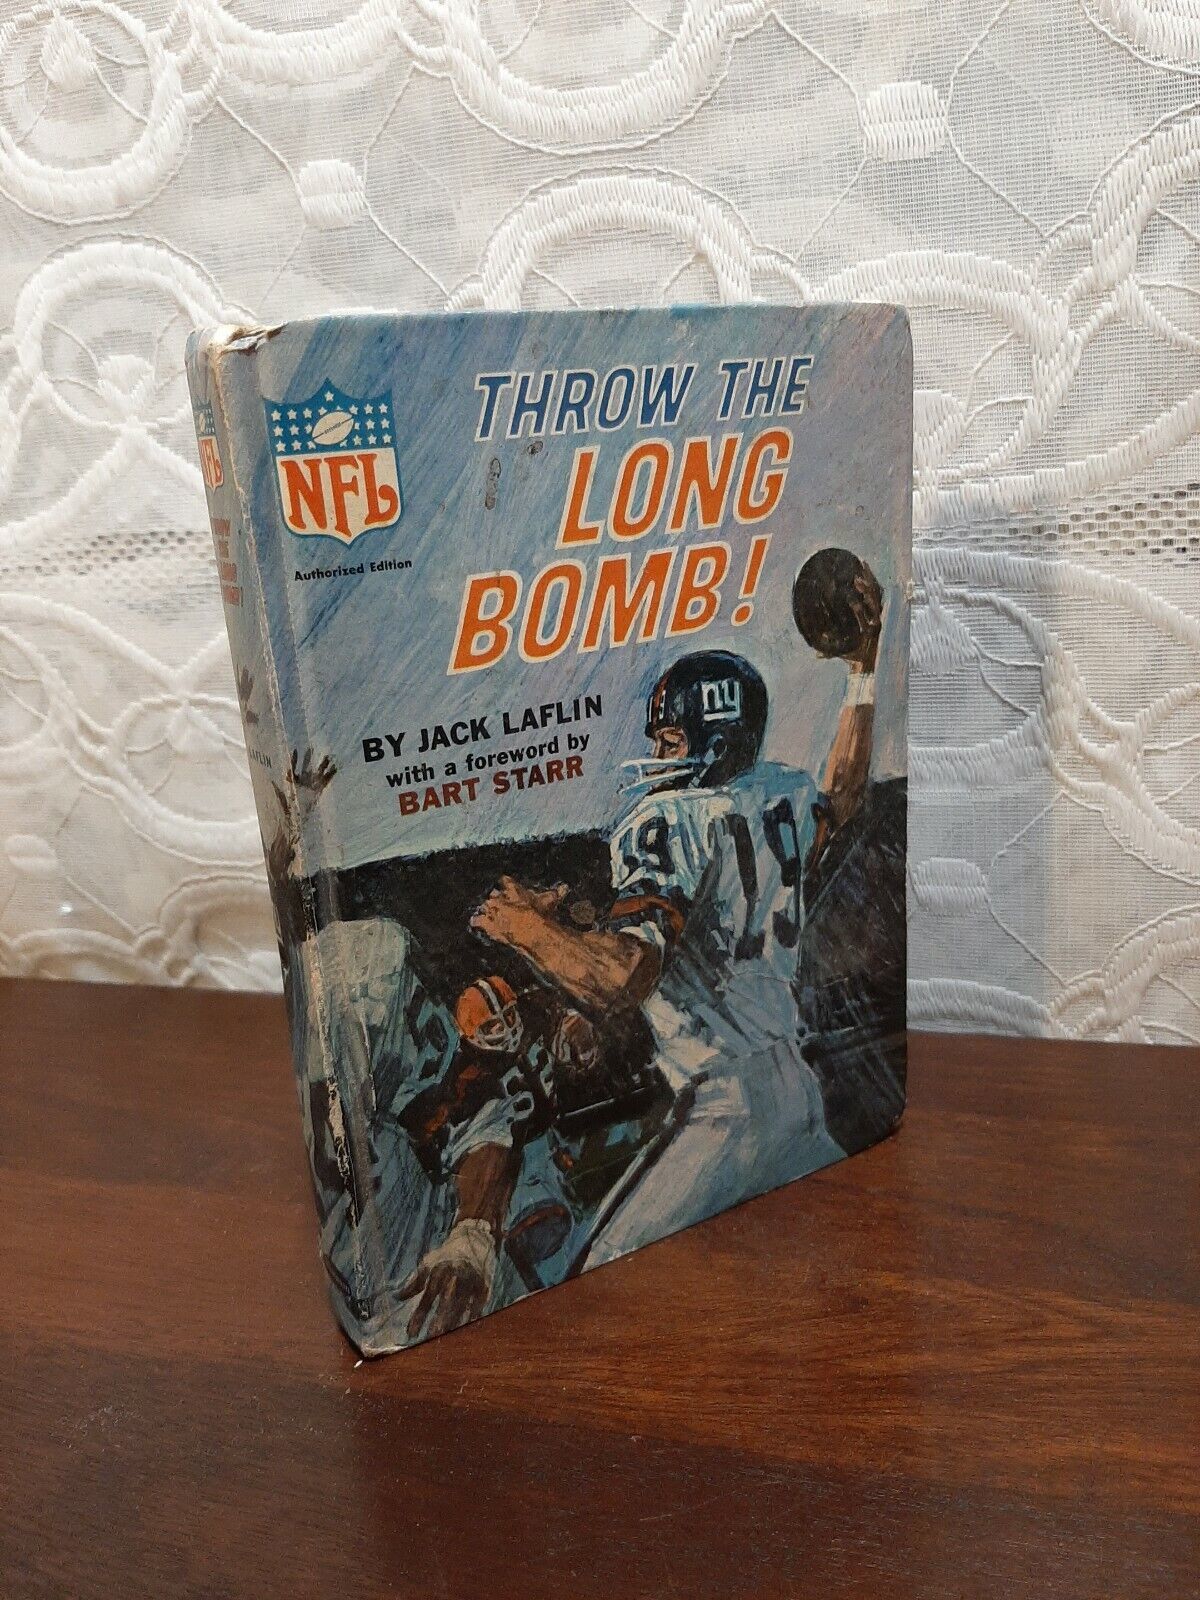 NFL
Authorized Edition
THROW THE
LONG
BOMB!
BY JACK LAFLIN
with a foreword by
BART STARR
ny
19
19
62
NFL
THROW
THE
LONG
BOMB!
LAFLIN